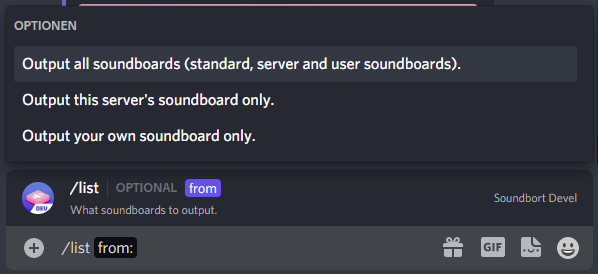 OPTIONEN
Output all soundboards (standard, server and user soundboards).
Output this server's soundboard only.
Output your own soundboard only.
/list OPTIONAL from
What soundboards to output.
Soundbort Devel
DEV
/list from:
GIF